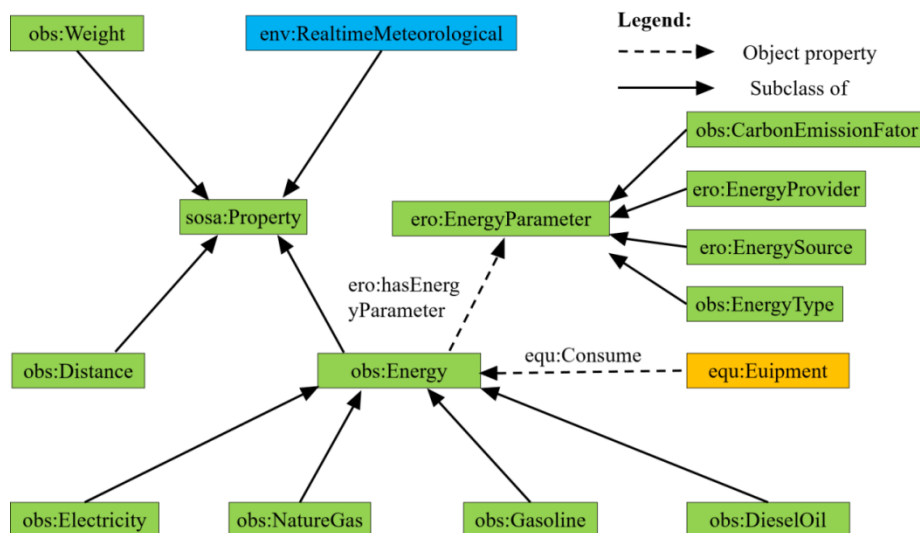 obs:Weight
env:RealtimeMeteorological
Legend:
Object property
Subclass of
obs:CarbonEmissionFator
ero:EnergyProvider
sosa:Property
ero:EnergyParameter
ero:EnergySource
ero:hasEnerg
yParameter
obs:EnergyType
obs:Distance
obs:Energy
equ:Consume
equ:Euipment
obs:Electricity
obs:NatureGas
obs:Gasoline
obs:DieselOil